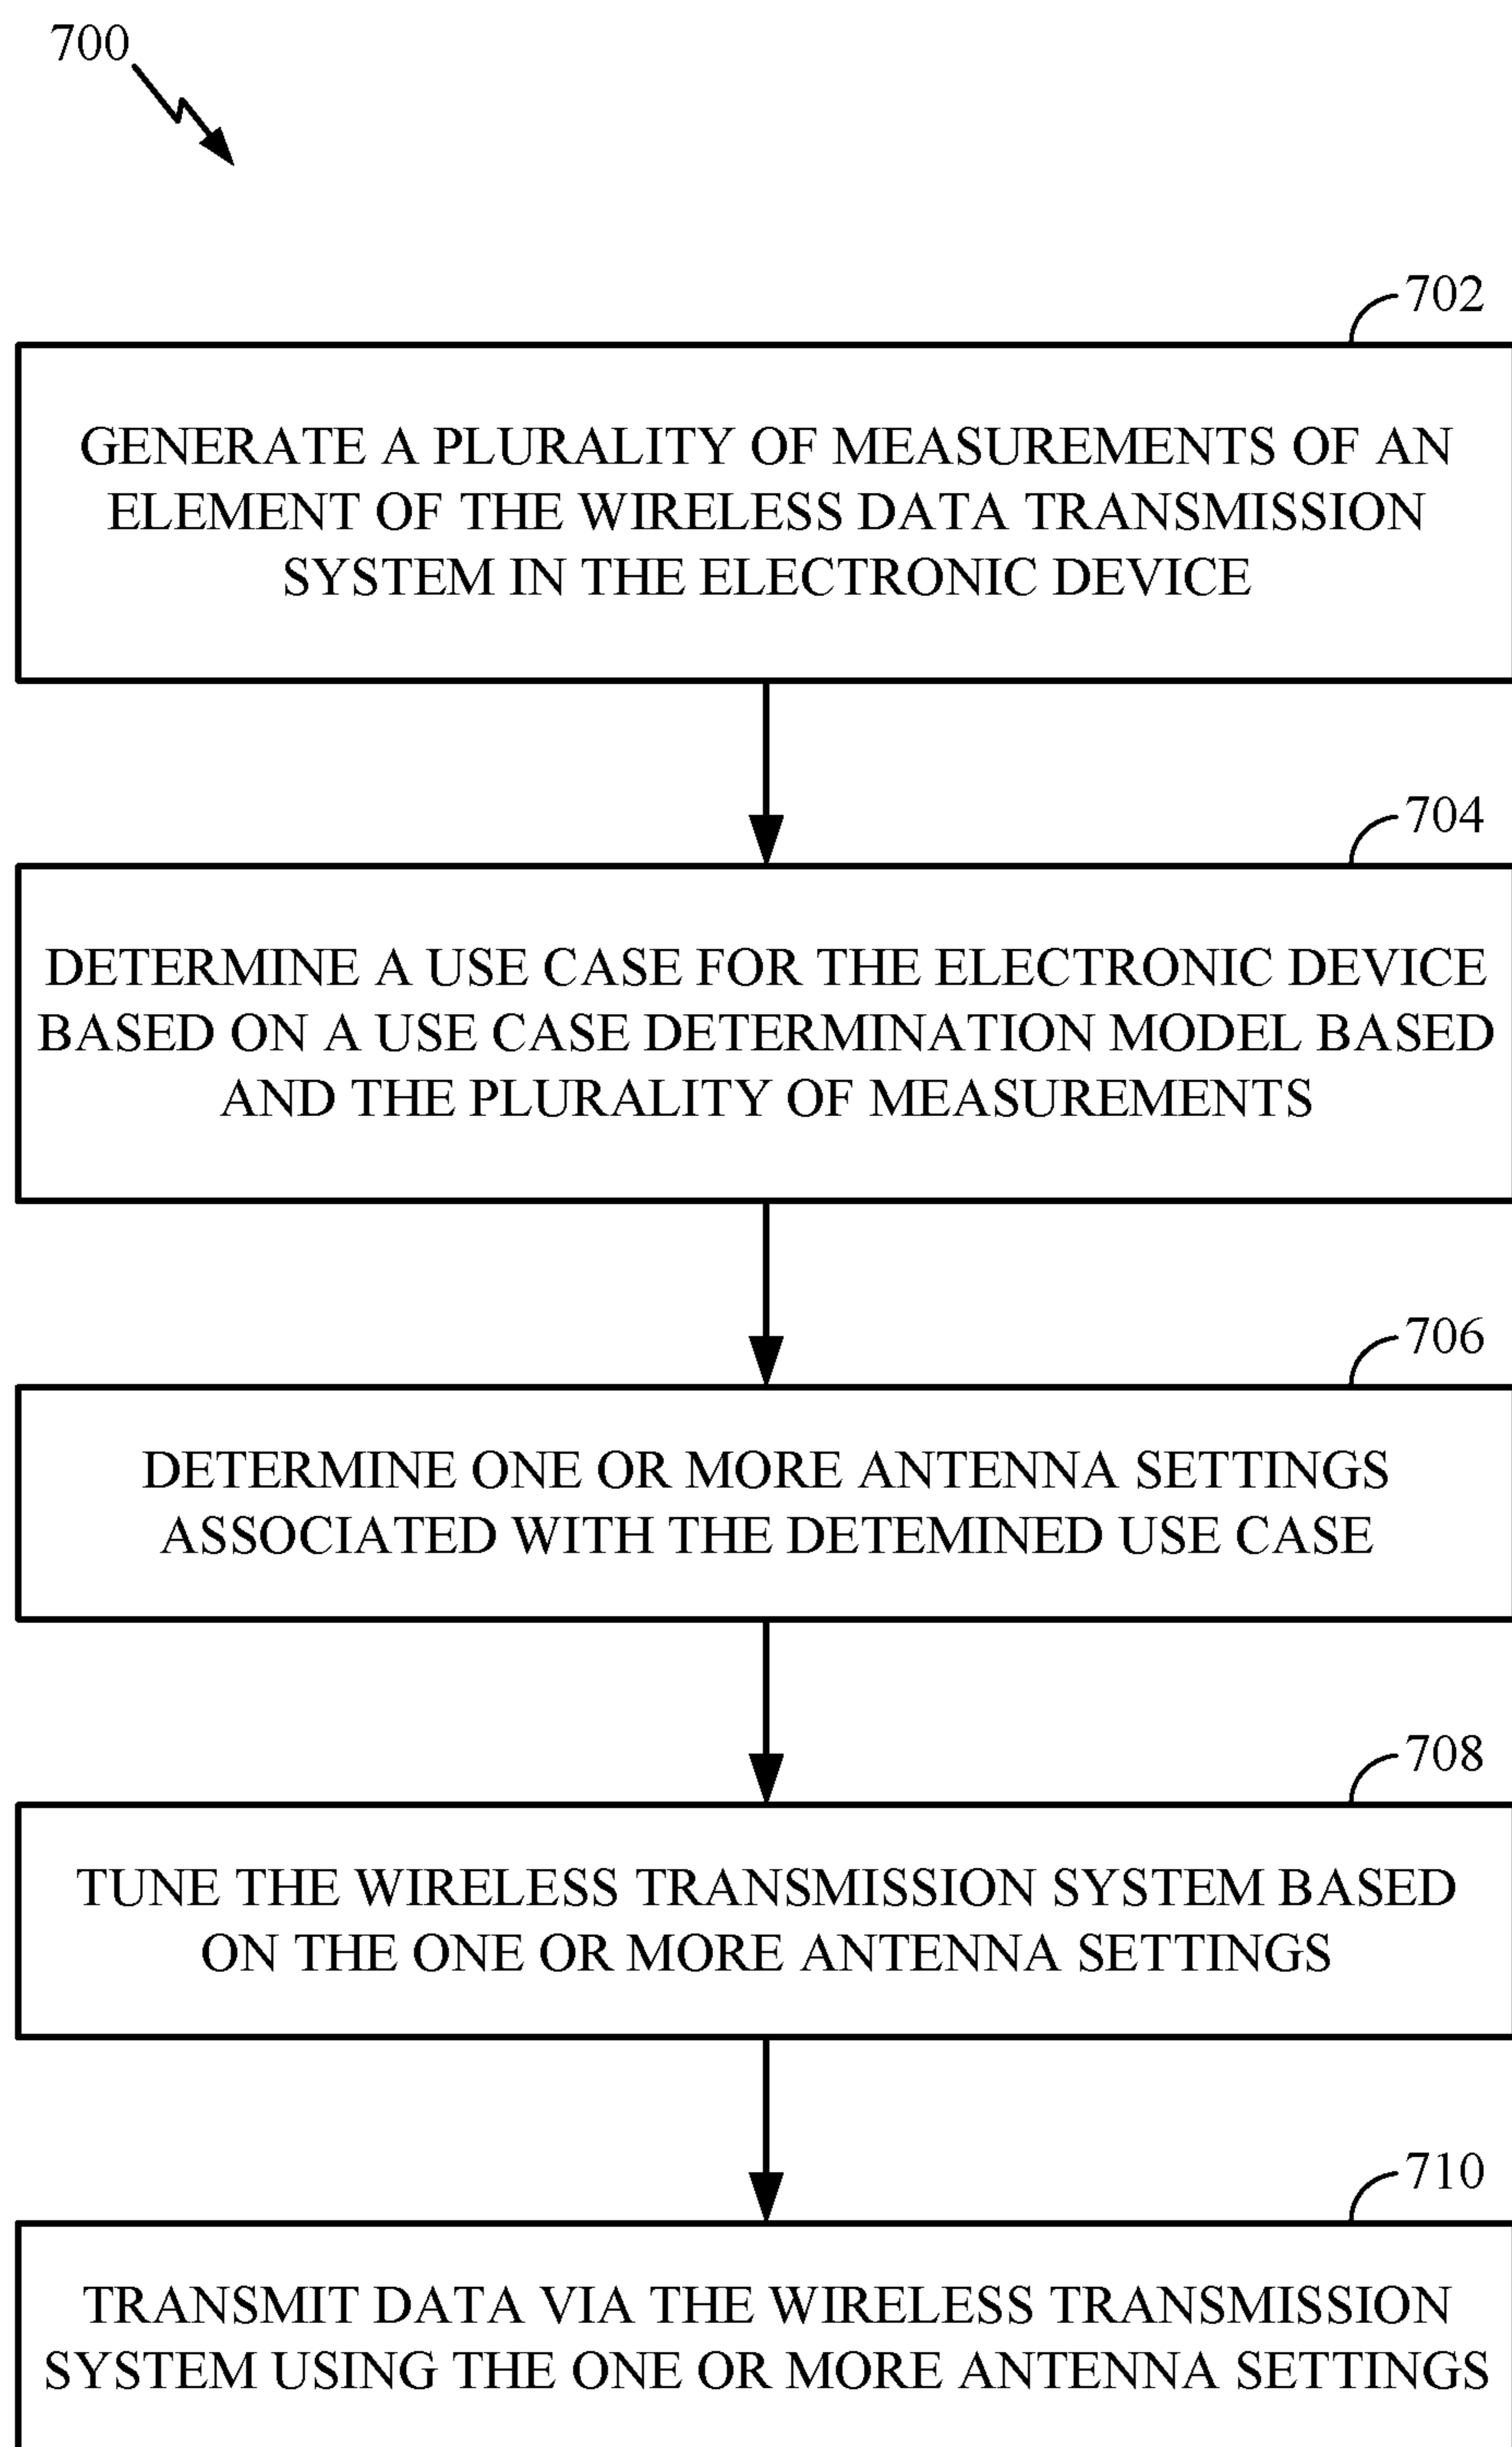 700
702
GENERATE A PLURALITY OF MEASUREMENTS OF AN
ELEMENT OF THE WIRELESS DATA TRANSMISSION
SYSTEM IN THE ELECTRONIC DEVICE
704
DETERMINE A USE CASE FOR THE ELECTRONIC DEVICE
BASED ON A USE CASE DETERMINATION MODEL BASED
AND THE PLURALITY OF MEASUREMENTS
706
DETERMINE ONE OR MORE ANTENNA SETTINGS
ASSOCIATED WITH THE DETEMINED USE CASE
708
TUNE THE WIRELESS TRANSMISSION SYSTEM BASED
ON THE ONE OR MORE ANTENNA SETTINGS
710
TRANSMIT DATA VIA THE WIRELESS TRANSMISSION
SYSTEM USING THE ONE OR MORE ANTENNA SETTINGS